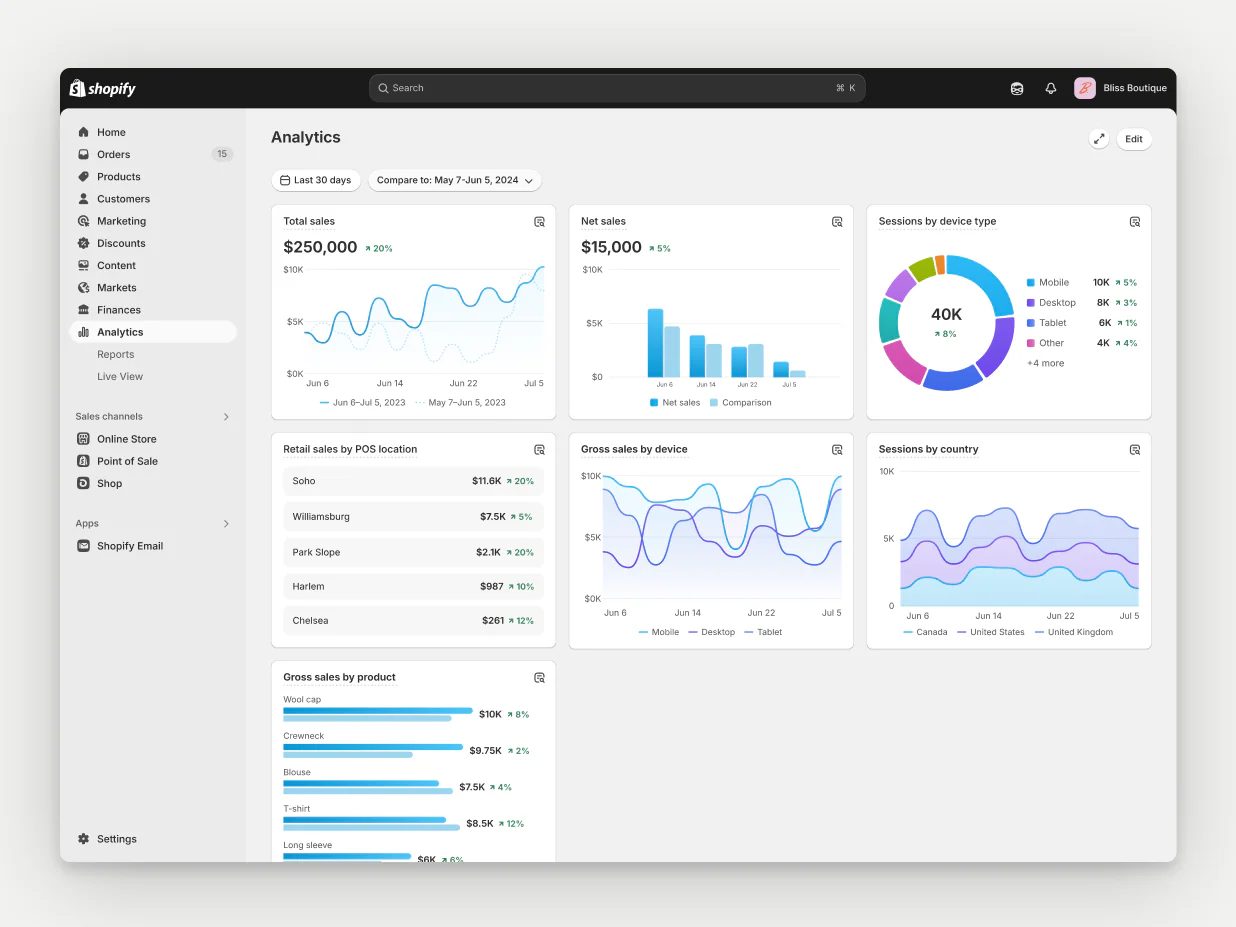 shopify
Search
⌘ K
Bliss Boutique
Home
Orders 15
Products
Customers
Marketing
Discounts
Content
Markets
Finances
Analytics
Reports
Live View
Sales channels
Online Store
Point of Sale
Shop
Apps
Shopify Email
Settings
Analytics
Edit
Last 30 days
Compare to: May 7-Jun 5, 2024
Total sales
$250,000 20%
$10K
$5K
$0K
Jun 6 Jun 14 Jun 22 Jul 5
Jun 6–Jul 5, 2023 May 7–Jun 5, 2023
Net sales
$15,000 5%
$10K
$5K
$0
Jun 6 Jun 14 Jun 22 Jul 5
Net sales Comparison
Sessions by device type
40K
8%
Mobile 10K 5%
Desktop 8K 3%
Tablet 6K 1%
Other 4K 4%
+4 more
Retail sales by POS location
Soho $11.6K 20%
Williamsburg $7.5K 5%
Park Slope $2.1K 20%
Harlem $987 10%
Chelsea $261 12%
Gross sales by device
$10K
$5K
$0K
Jun 6 Jun 14 Jun 22 Jul 5
Mobile Desktop Tablet
Sessions by country
10K
5K
0
Jun 6 Jun 14 Jun 22 Jul 5
Canada United States United Kingdom
Gross sales by product
Wool cap
$10K 8%
Crewneck
$9.75K 2%
Blouse
$7.5K 4%
T-shirt
$8.5K 12%
Long sleeve
$6K 6%